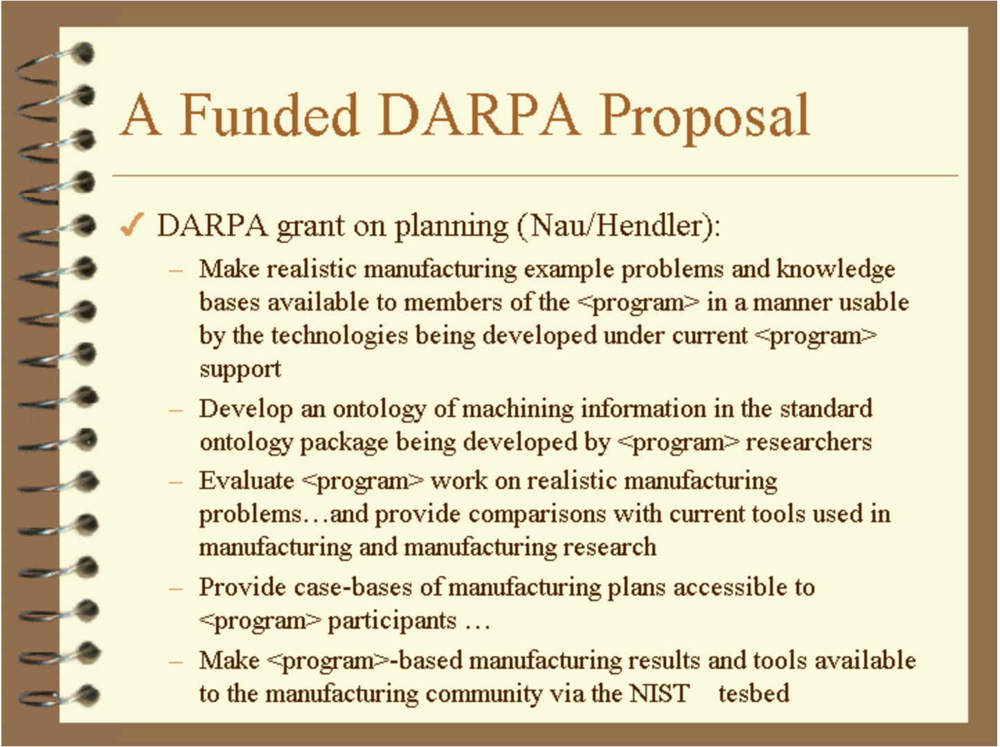 A Funded DARPA Proposal
✓ DARPA grant on planning (Nau/Hendler):
– Make realistic manufacturing example problems and knowledge
bases available to members of the <program> in a manner usable
by the technologies being developed under current <program>
support
– Develop an ontology of machining information in the standard
ontology package being developed by <program> researchers
– Evaluate <program> work on realistic manufacturing
problems…and provide comparisons with current tools used in
manufacturing and manufacturing research
– Provide case-bases of manufacturing plans accessible to
<program> participants …
– Make <program>-based manufacturing results and tools available
to the manufacturing community via the NIST tesbed